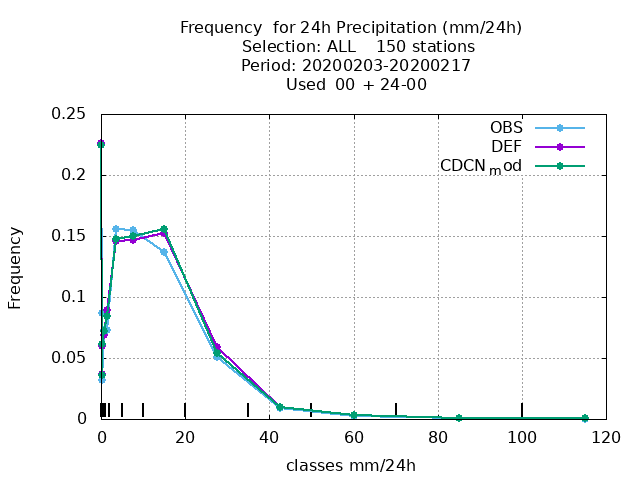 Frequency  for 24h Precipitation (mm/24h)
Selection: ALL    150 stations
Period: 20200203-20200217
Used  00 + 24-00
0.25
0.2
0.15
0.1
0.05
0
Frequency
OBS
DEF
CDCNmod
0 20 40 60 80 100 120
classes mm/24h